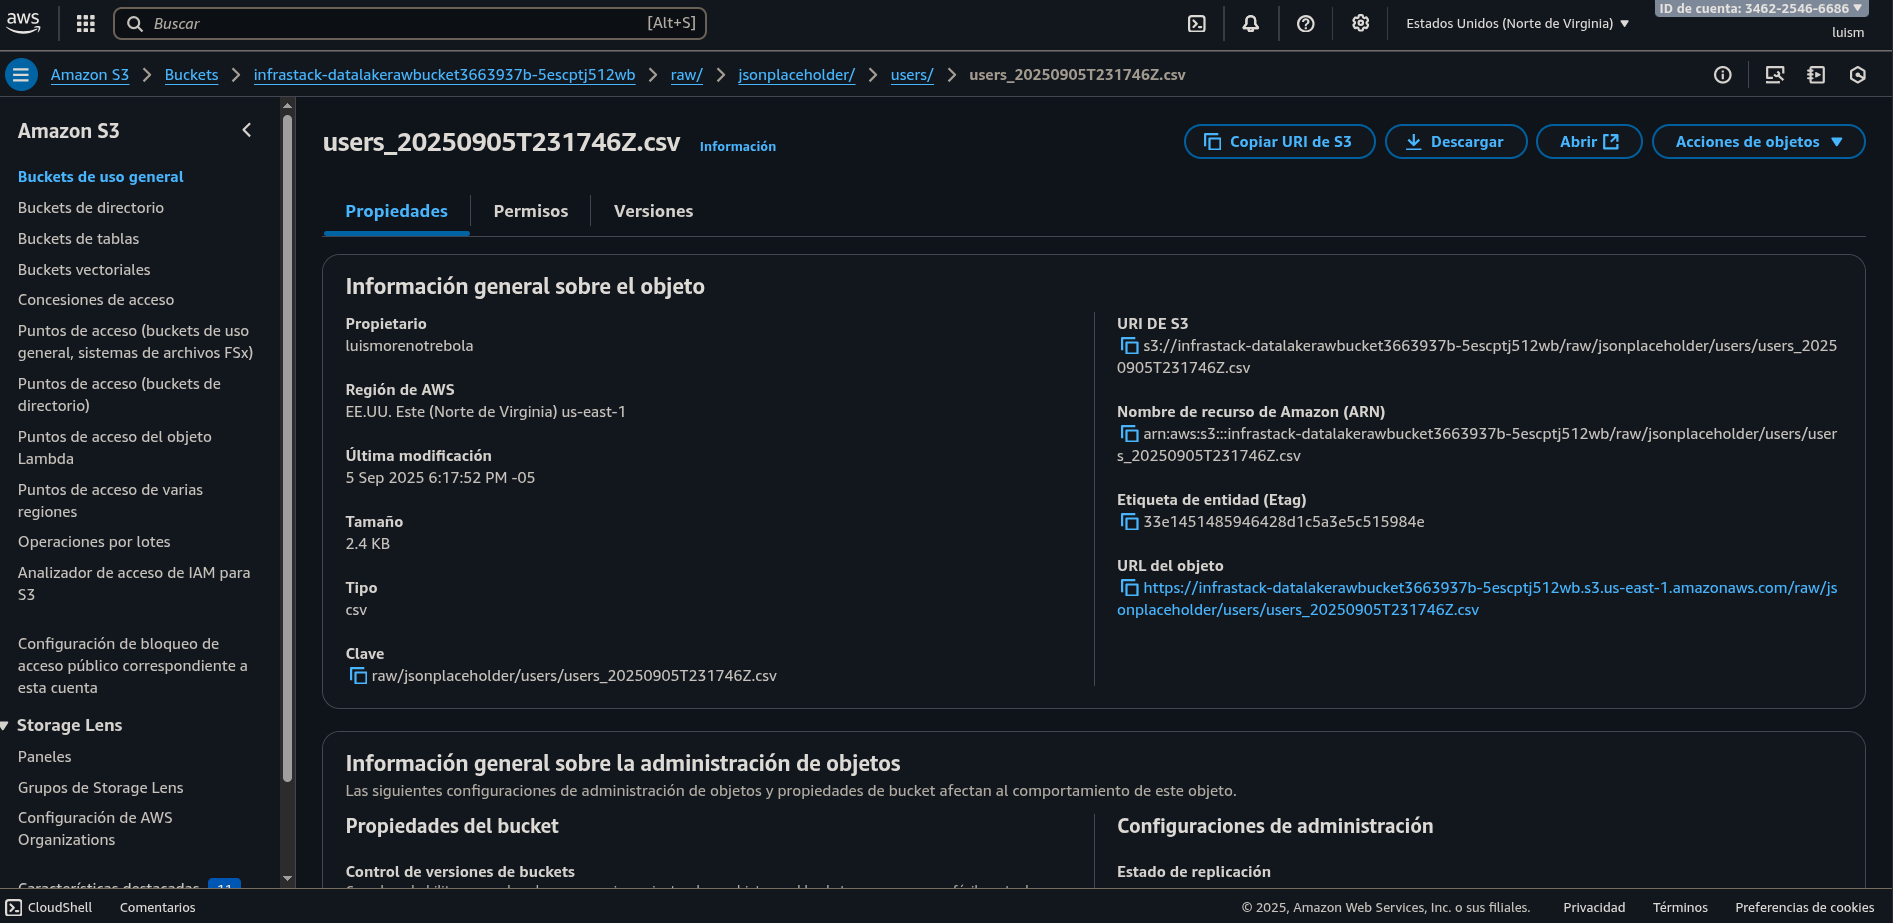 aws
Buscar
[Alt+S]
Estados Unidos (Norte de Virginia)
ID de cuenta: 3462-2546-6686
luism
Amazon S3
Buckets
infrastack-datalakerawbucket3663937b-5escptj512wb
raw/
jsonplaceholder/
users/
users_20250905T231746Z.csv
Amazon S3
Buckets de uso general
Buckets de directorio
Buckets de tablas
Buckets vectoriales
Concesiones de acceso
Puntos de acceso (buckets de uso
general, sistemas de archivos FSx)
Puntos de acceso (buckets de
directorio)
Puntos de acceso del objeto
Lambda
Puntos de acceso de varias
regiones
Operaciones por lotes
Analizador de acceso de IAM para
S3
Configuración de bloqueo de
acceso público correspondiente a
esta cuenta
Storage Lens
Paneles
Grupos de Storage Lens
Configuración de AWS
Organizations
Características destacadas 11
users_20250905T231746Z.csv
Información
Copiar URI de S3
Descargar
Abrir
Acciones de objetos
Propiedades
Permisos
Versiones
Información general sobre el objeto
Propietario
luismorenotrebola
Región de AWS
EE.UU. Este (Norte de Virginia) us-east-1
Última modificación
5 Sep 2025 6:17:52 PM -05
Tamaño
2.4 KB
Tipo
csv
Clave
raw/jsonplaceholder/users/users_20250905T231746Z.csv
URI DE S3
s3://infrastack-datalakerawbucket3663937b-5escptj512wb/raw/jsonplaceholder/users/users_2025
0905T231746Z.csv
Nombre de recurso de Amazon (ARN)
arn:aws:s3:::infrastack-datalakerawbucket3663937b-5escptj512wb/raw/jsonplaceholder/users/user
s_20250905T231746Z.csv
Etiqueta de entidad (Etag)
33e1451485946428d1c5a3e5c515984e
URL del objeto
https://infrastack-datalakerawbucket3663937b-5escptj512wb.s3.us-east-1.amazonaws.com/raw/js
onplaceholder/users/users_20250905T231746Z.csv
Información general sobre la administración de objetos
Las siguientes configuraciones de administración de objetos y propiedades de bucket afectan al comportamiento de este objeto.
Propiedades del bucket
Control de versiones de buckets
Configuraciones de administración
Estado de replicación
CloudShell
Comentarios
© 2025, Amazon Web Services, Inc. o sus filiales.
Privacidad
Términos
Preferencias de cookies